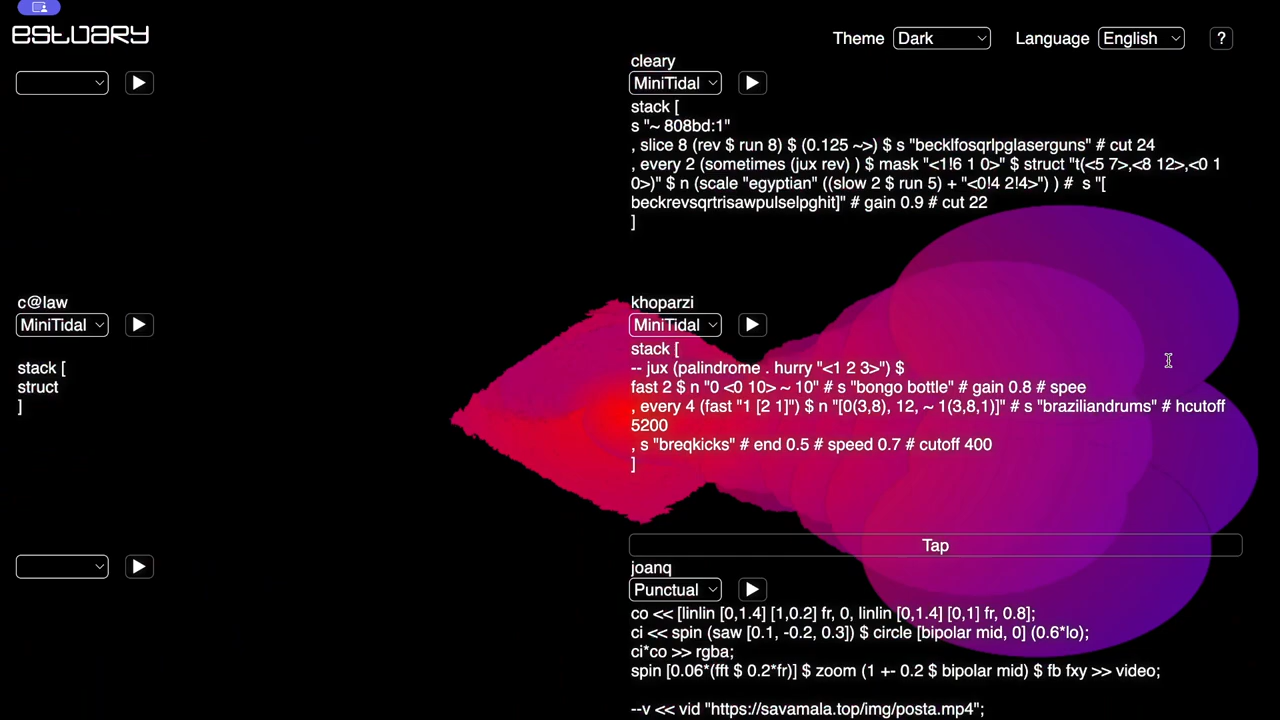 estuary
Theme Dark Language English ?
cleary
MiniTidal
stack [
s "~ 808bd:1"
, slice 8 (rev $ run 8) $ (0.125 ~>) $ s "becklfosqrlpglaserguns" # cut 24
, every 2 (sometimes (jux rev) ) $ mask "<1!6 1 0>" $ struct "t(<5 7>,<8 12>,<0 1
0>)" $ n (scale "egyptian" ((slow 2 $ run 5) + "<0!4 2!4>") ) # s "[
beckrevsqrtrisawpulselpghit]" # gain 0.9 # cut 22
]
c@law
MiniTidal
stack [
struct
]
khoparzi
MiniTidal
stack [
-- jux (palindrome . hurry "<1 2 3>") $
fast 2 $ n "0 <0 10> ~ 10" # s "bongo bottle" # gain 0.8 # spee
, every 4 (fast "1 [2 1]") $ n "[0(3,8), 12, ~ 1(3,8,1)]" # s "braziliandrums" # hcutoff
5200
, s "breqkicks" # end 0.5 # speed 0.7 # cutoff 400
]
Tap
joanq
Punctual
co << [linlin [0,1.4] [1,0.2] fr, 0, linlin [0,1.4] [0,1] fr, 0.8];
ci << spin (saw [0.1, -0.2, 0.3]) $ circle [bipolar mid, 0] (0.6*lo);
ci*co >> rgba;
spin [0.06*(fft $ 0.2*fr)] $ zoom (1 +- 0.2 $ bipolar mid) $ fb fxy >> video;
--v << vid "https://savamala.top/img/posta.mp4";